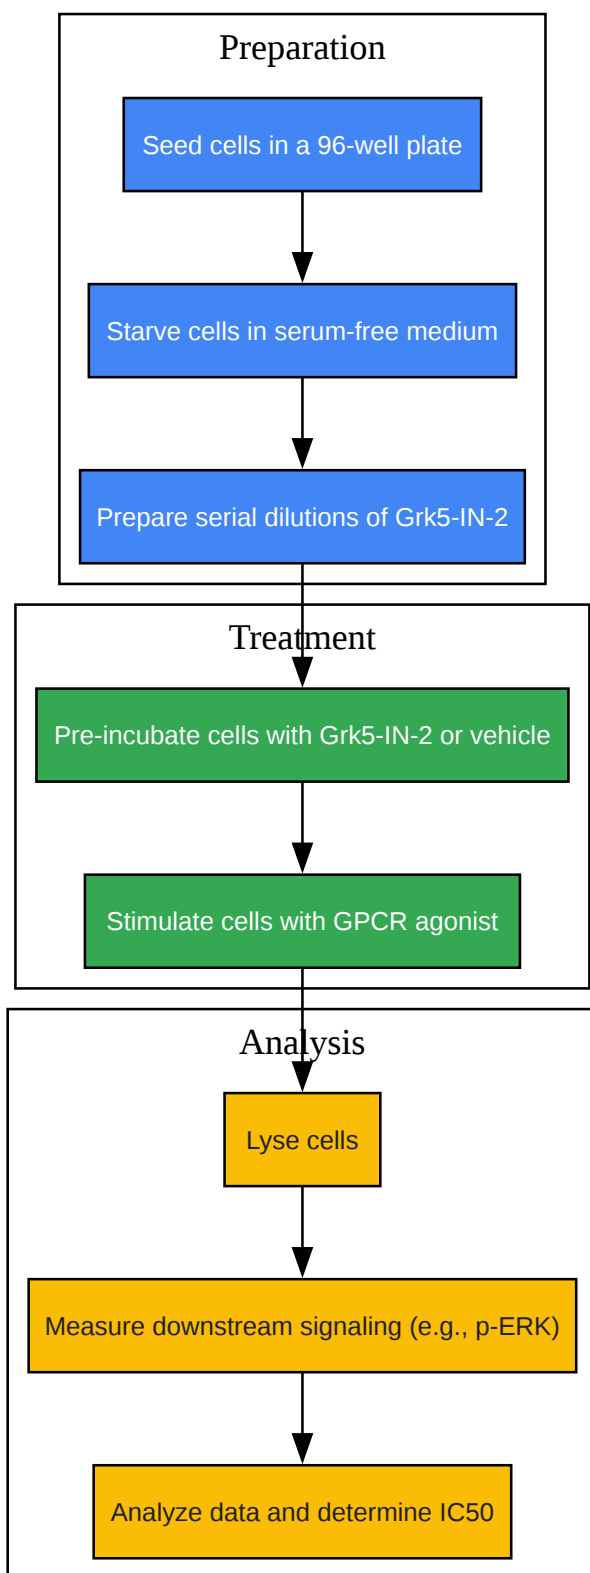 Preparation
Seed cells in a 96-well plate
Starve cells in serum-free medium
Prepare serial dilutions of Grk5-IN-2
Treatment
Pre-incubate cells with Grk5-IN-2 or vehicle
Stimulate cells with GPCR agonist
Analysis
Lyse cells
Measure downstream signaling (e.g., p-ERK)
Analyze data and determine IC50